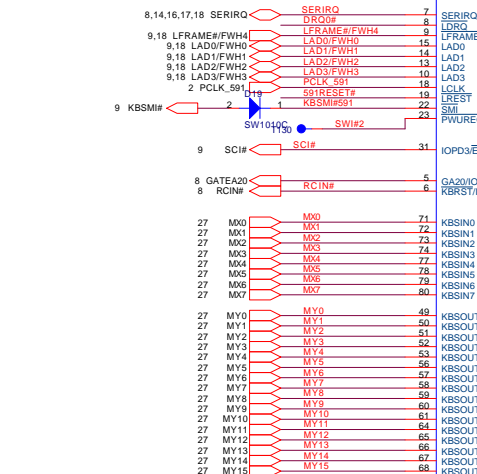 8,14,16,17,18 SERIRQ SERIRQ 7 SERIRQ
DRQ0# 8 LDRQ
9,18 LFRAME#/FWH4 LFRAME#/FWH4 9 LFRAME
9,18 LAD0/FWH0 LAD0/FWH0 15 LAD0
9,18 LAD1/FWH1 LAD1/FWH1 14 LAD1
9,18 LAD2/FWH2 LAD2/FWH2 13 LAD2
9,18 LAD3/FWH3 LAD3/FWH3 10 LAD3
2 PCLK_591 PCLK_591 18 LCLK
D19 591RESET# 19 LREST
9 KBSMI# 2 1 KBSMI#591 22 SMI
23 PWURE
SW1010C T130 SWI#2
9 SCI# SCI# 31 IOPD3/E
8 GATEA20 5 GA20/IO
8 RCIN# RCIN# 6 KBRST/
27 MX0 MX0 71 KBSIN0
27 MX1 MX1 72 KBSIN1
27 MX2 MX2 73 KBSIN2
27 MX3 MX3 74 KBSIN3
27 MX4 MX4 77 KBSIN4
27 MX5 MX5 78 KBSIN5
27 MX6 MX6 79 KBSIN6
27 MX7 MX7 80 KBSIN7
27 MY0 MY0 49 KBSOUT
27 MY1 MY1 50 KBSOUT
27 MY2 MY2 51 KBSOUT
27 MY3 MY3 52 KBSOUT
27 MY4 MY4 53 KBSOUT
27 MY5 MY5 56 KBSOUT
27 MY6 MY6 57 KBSOUT
27 MY7 MY7 58 KBSOUT
27 MY8 MY8 59 KBSOUT
27 MY9 MY9 60 KBSOUT
27 MY10 MY10 61 KBSOUT
27 MY11 MY11 64 KBSOUT
27 MY12 MY12 65 KBSOUT
27 MY13 MY13 66 KBSOUT
27 MY14 MY14 67 KBSOUT
27 MY15 MY15 68 KBSOUT